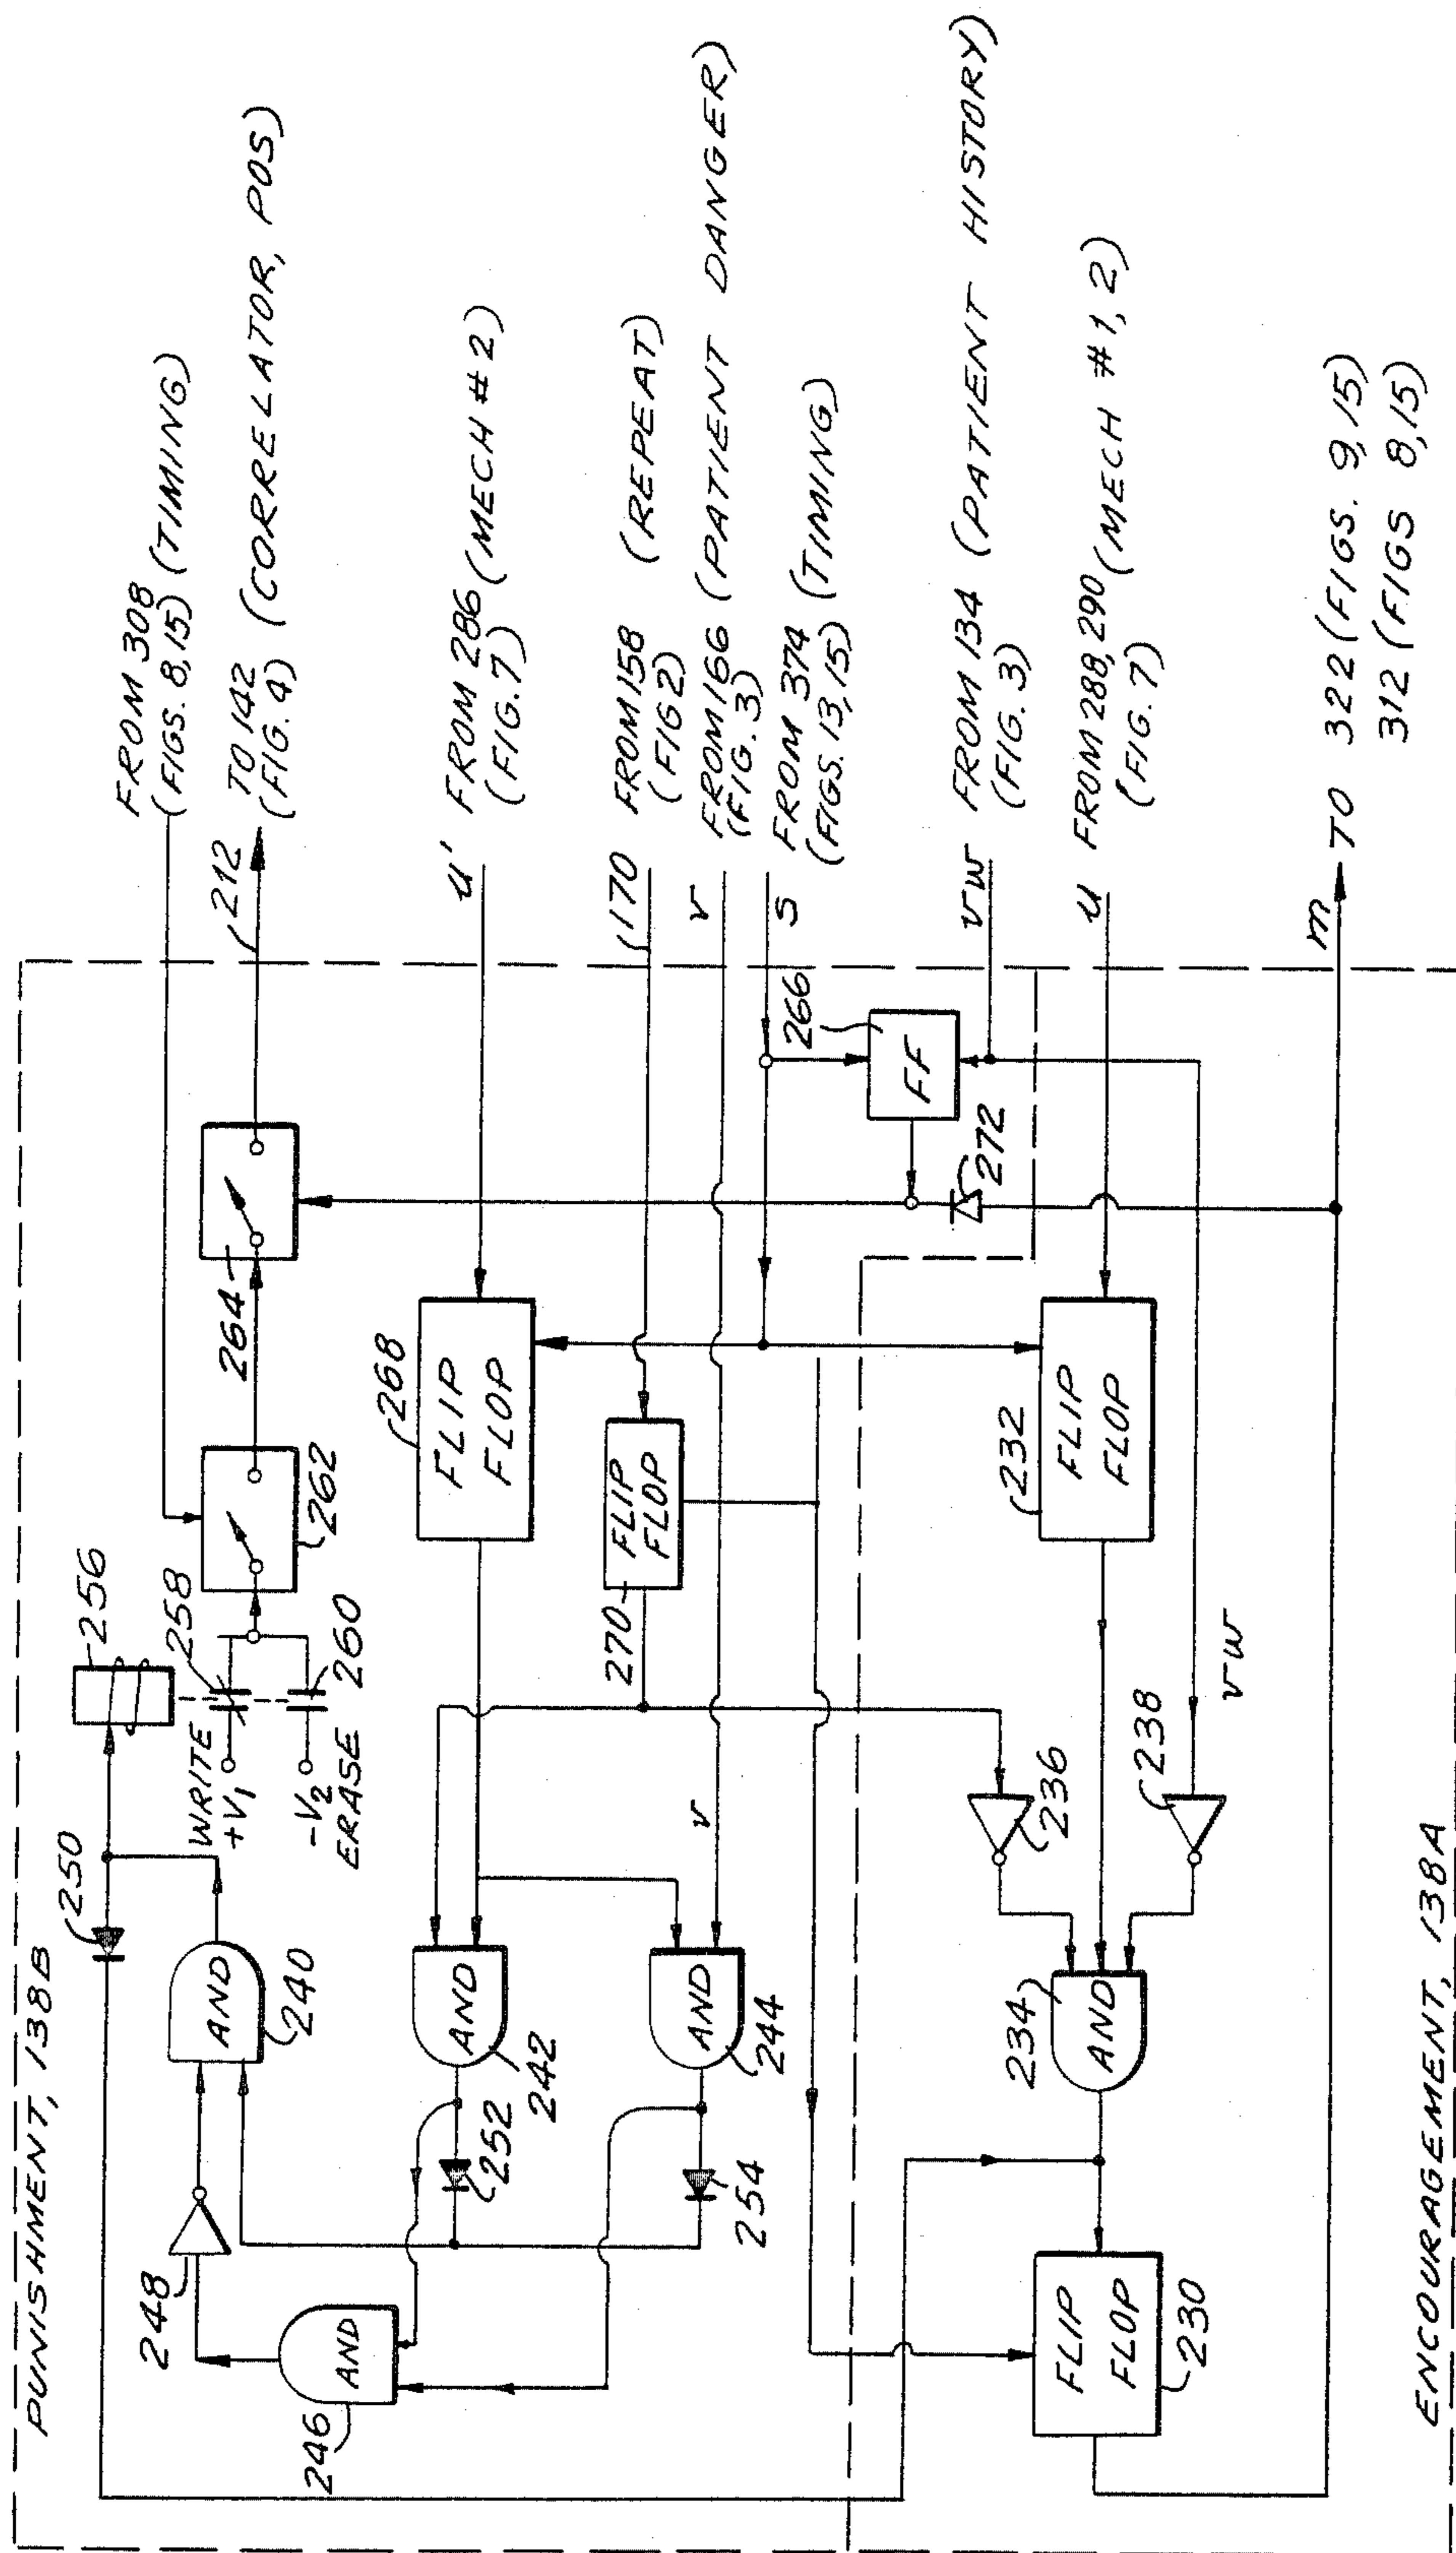 PUNISHMENT, 138B
250
256
WRITE
+V1
258
-V2
ERASE 260
262
264
212
FROM 308
(FIGS. 8,15) (TIMING)
TO 142
(FIG. 4) (CORRELATOR, POS)
248
AND
240
AND
246
AND
242
252
AND
244
254
268
FLIP
FLOP
u'
FROM 286 (MECH #2)
(FIG. 7)
270
FLIP
FLOP
170
FROM 158 (REPEAT)
(FIG 2)
v
v
FROM 166 (PATIENT DANGER)
(FIG. 3)
s
FROM 374 (TIMING)
(FIGS. 13,15)
266
FF
272
vw
FROM 134 (PATIENT HISTORY)
(FIG. 3)
232
FLIP
FLOP
u
FROM 288,290 (MECH #1,2)
(FIG. 7)
236
238
vw
234
AND
FLIP
FLOP
230
m
TO 322 (FIGS. 9,15)
312 (FIGS 8,15)
ENCOURAGEMENT, 138A